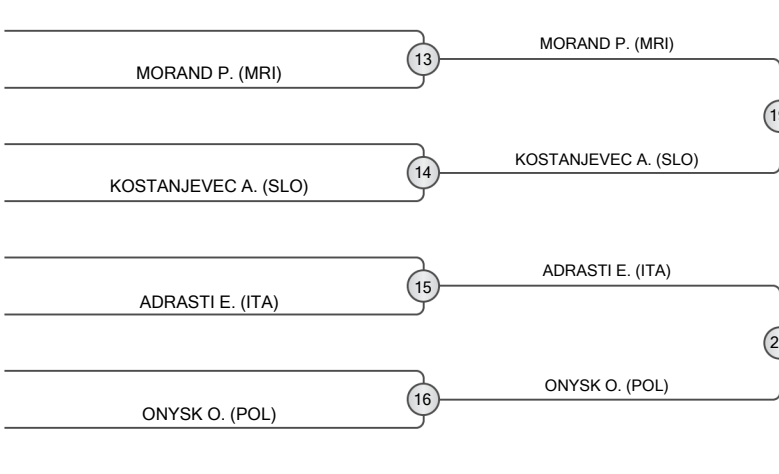 MORAND P. (MRI)
13
MORAND P. (MRI)
KOSTANJEVEC A. (SLO)
14
KOSTANJEVEC A. (SLO)
ADRASTI E. (ITA)
15
ADRASTI E. (ITA)
ONYSK O. (POL)
16
ONYSK O. (POL)